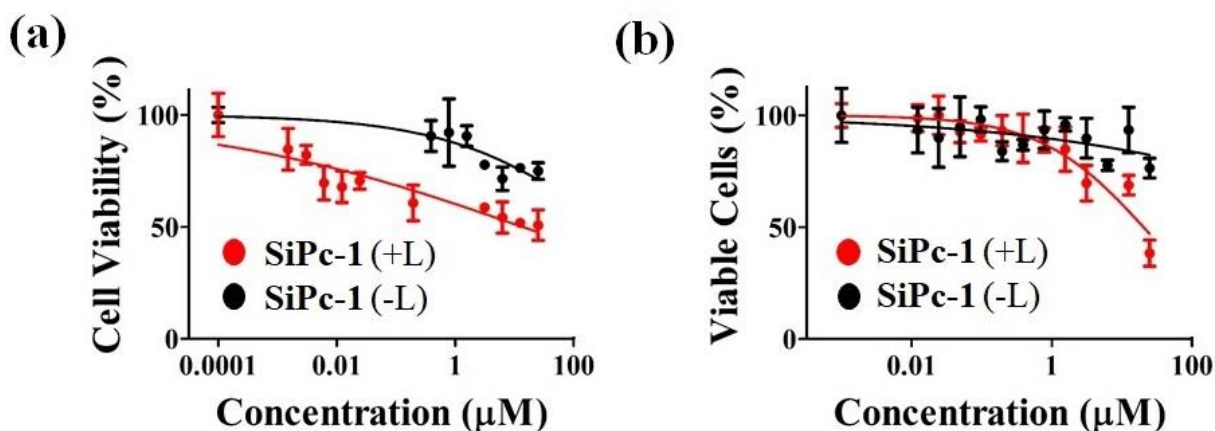 (a)
Cell Viability (%)
100
50
0
SiPc-1 (+L)
SiPc-1 (-L)
0.0001
0.01
1
100
Concentration (μM)
(b)
Viable Cells (%)
100
50
0
SiPc-1 (+L)
SiPc-1 (-L)
0.01
1
100
Concentration (μM)